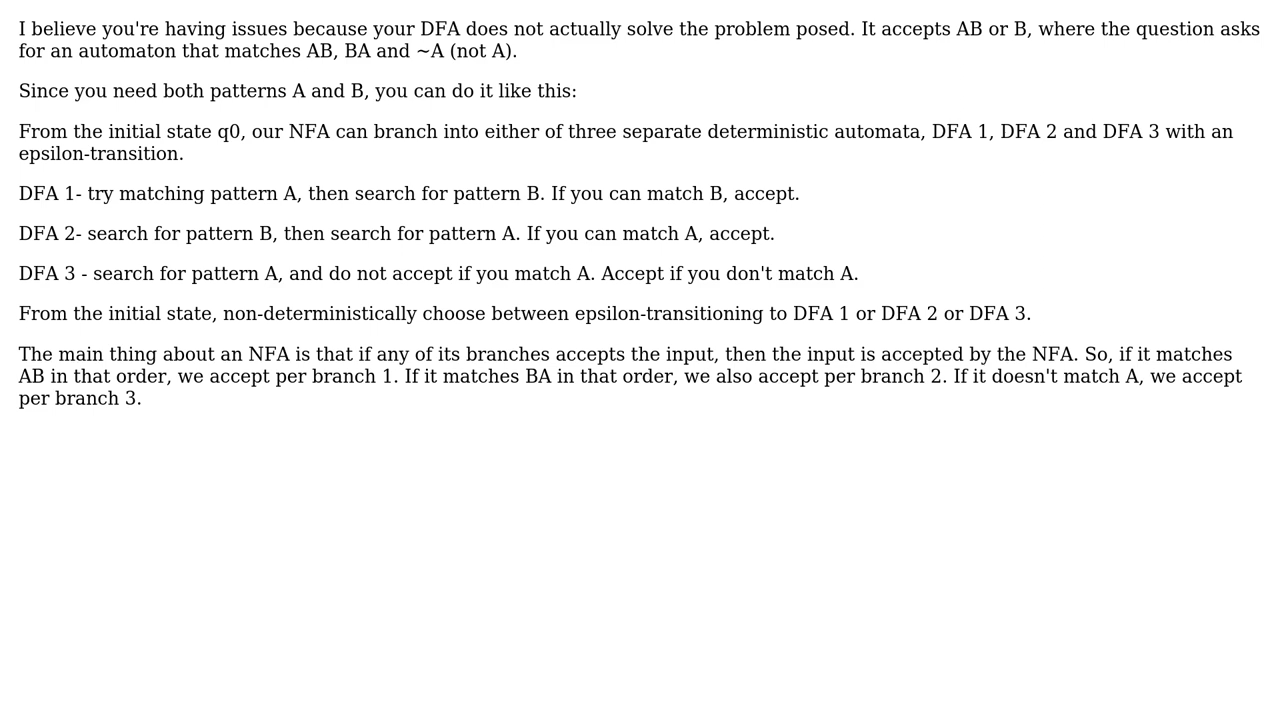 I believe you're having issues because your DFA does not actually solve the problem posed. It accepts AB or B, where the question asks
for an automaton that matches AB, BA and ~A (not A).
Since you need both patterns A and B, you can do it like this:
From the initial state q0, our NFA can branch into either of three separate deterministic automata, DFA 1, DFA 2 and DFA 3 with an
epsilon-transition.
DFA 1- try matching pattern A, then search for pattern B. If you can match B, accept.
DFA 2- search for pattern B, then search for pattern A. If you can match A, accept.
DFA 3 - search for pattern A, and do not accept if you match A. Accept if you don't match A.
From the initial state, non-deterministically choose between epsilon-transitioning to DFA 1 or DFA 2 or DFA 3.
The main thing about an NFA is that if any of its branches accepts the input, then the input is accepted by the NFA. So, if it matches
AB in that order, we accept per branch 1. If it matches BA in that order, we also accept per branch 2. If it doesn't match A, we accept
per branch 3.